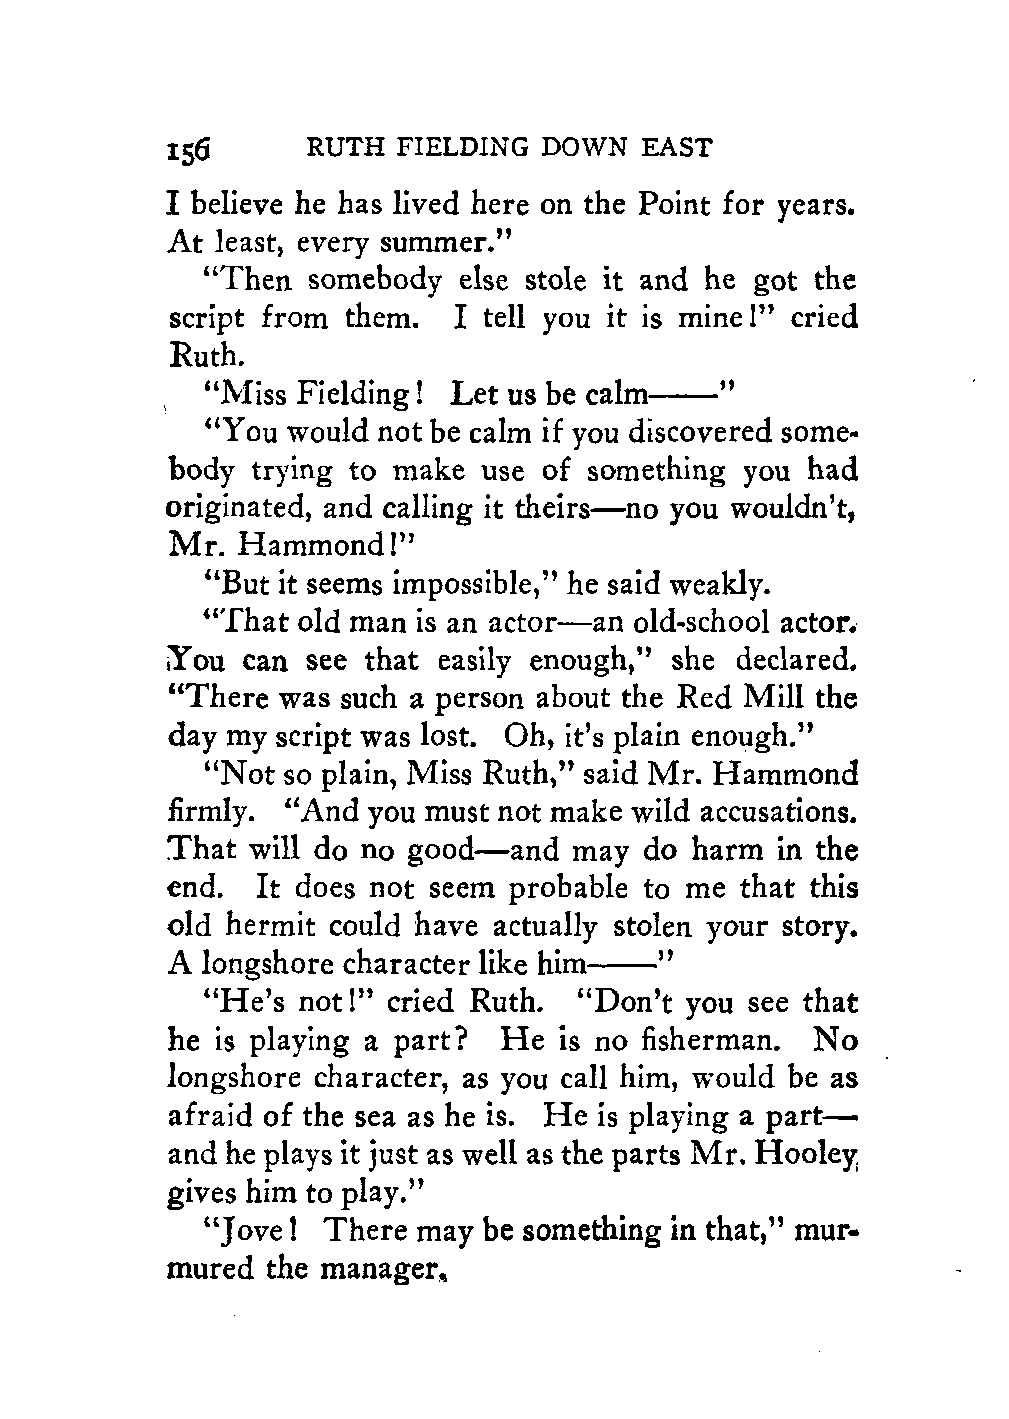 156 RUTH FIELDING DOWN EAST
I believe he has lived here on the Point for years.
At least, every summer."
"Then somebody else stole it and he got the
script from them. I tell you it is mine!" cried
Ruth.
"Miss Fielding! Let us be calm——"
"You would not be calm if you discovered some-
body trying to make use of something you had
originated, and calling it theirs—no you wouldn't,
Mr. Hammond!"
"But it seems impossible," he said weakly.
"That old man is an actor—an old-school actor.
You can see that easily enough," she declared.
"There was such a person about the Red Mill the
day my script was lost. Oh, it's plain enough."
"Not so plain, Miss Ruth," said Mr. Hammond
firmly. "And you must not make wild accusations.
That will do no good—and may do harm in the
end. It does not seem probable to me that this
old hermit could have actually stolen your story.
A longshore character like him——"
"He's not!" cried Ruth. "Don't you see that
he is playing a part? He is no fisherman. No
longshore character, as you call him, would be as
afraid of the sea as he is. He is playing a part—
and he plays it just as well as the parts Mr. Hooley
gives him to play."
"Jove! There may be something in that," mur-
mured the manager.